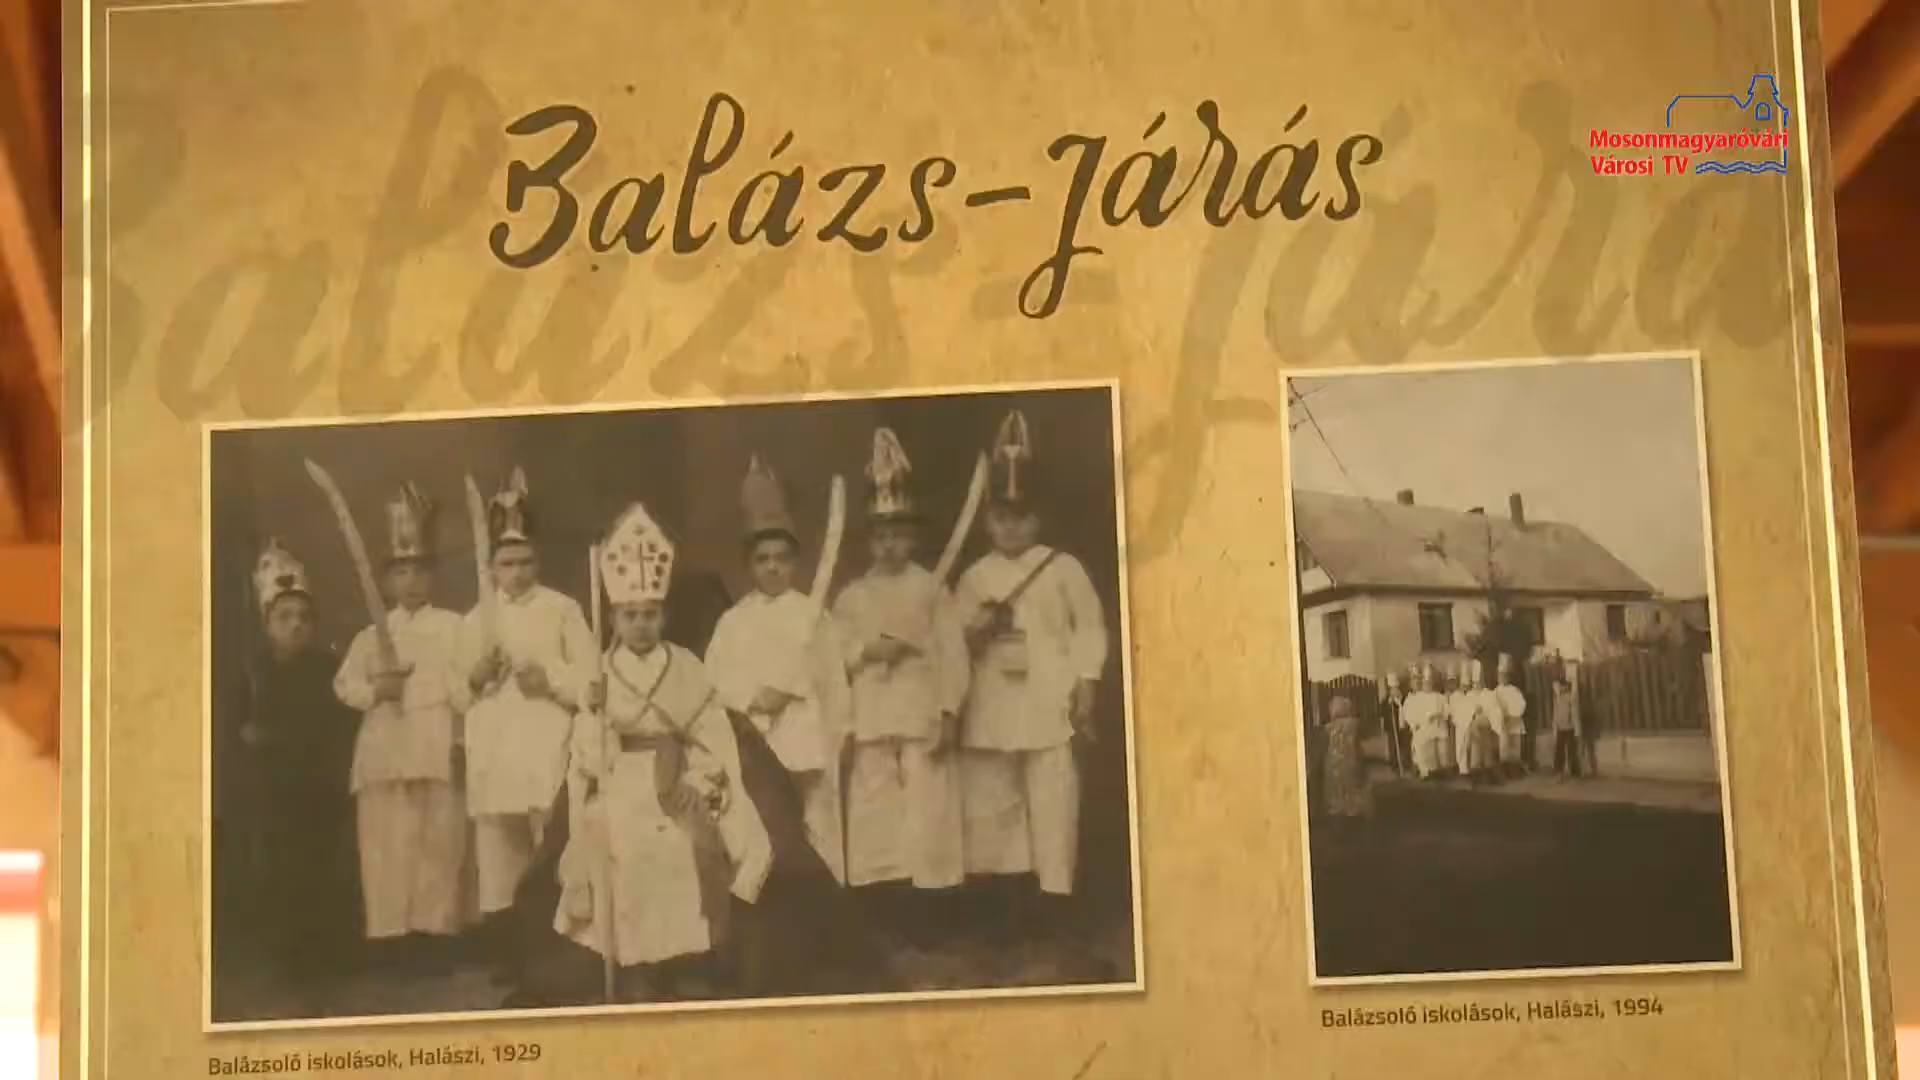 Balázs-járás
Mosonmagyaróvári
Városi TV
Balázsoló iskolások, Halászi, 1929
Balázsoló iskolások, Halászi, 1994